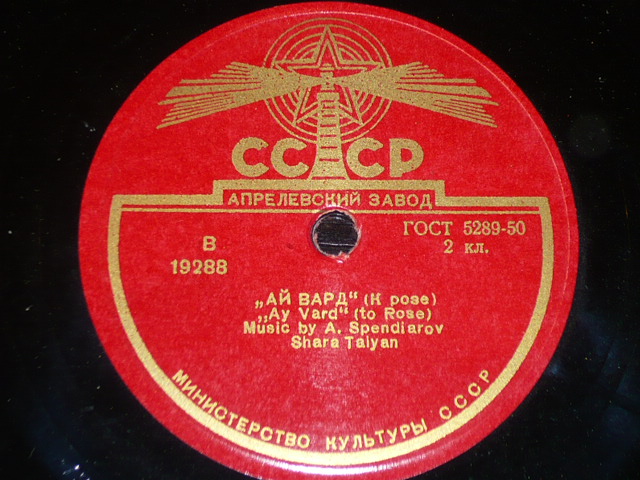 СССР
АПРЕЛЕВСКИЙ ЗАВОД
В
19288
ГОСТ 5289-50
2 кл.
„АЙ ВАРД“ (К розе)
„Ay Vard“ (to Rose)
Music by A. Spendiarov
Shara Talyan
МИНИСТЕРСТВО КУЛЬТУРЫ СССР